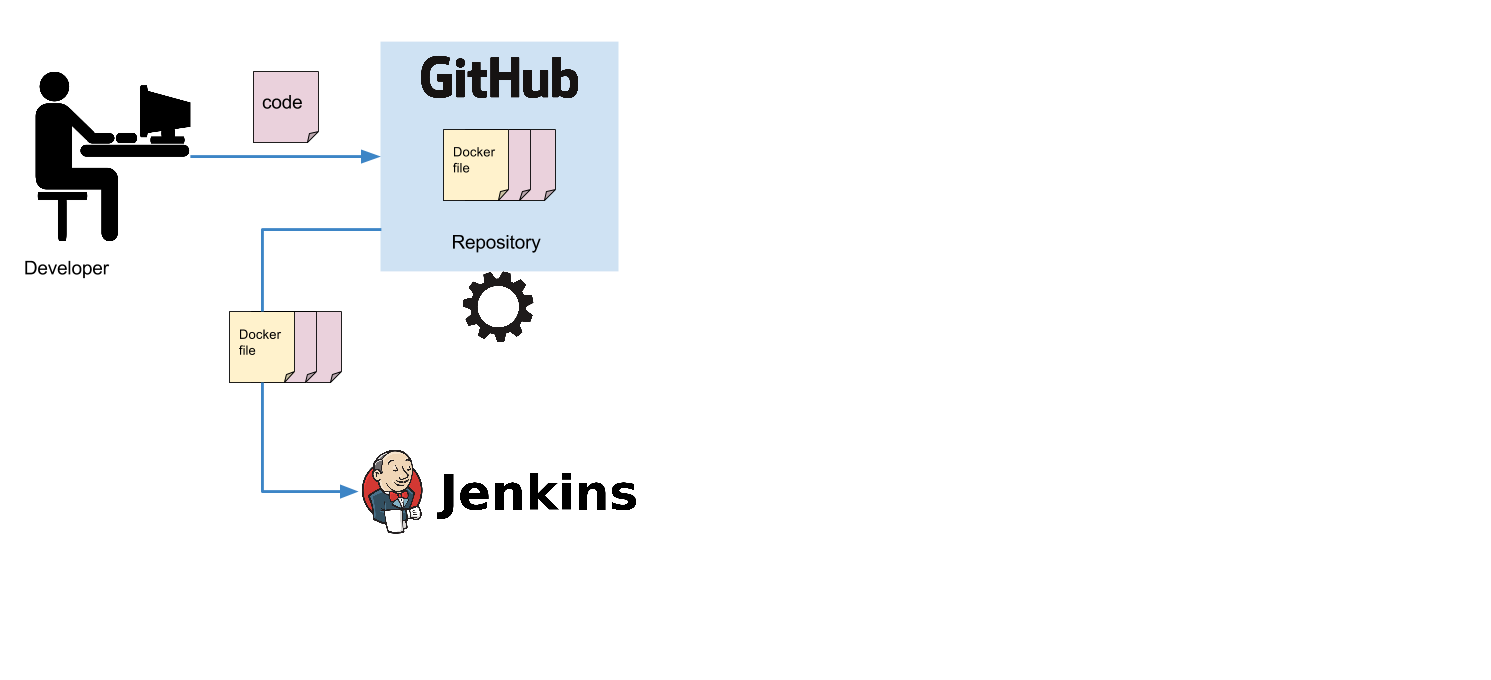 GitHub
code
Docker
file
Repository
Developer
Docker
file
Jenkins